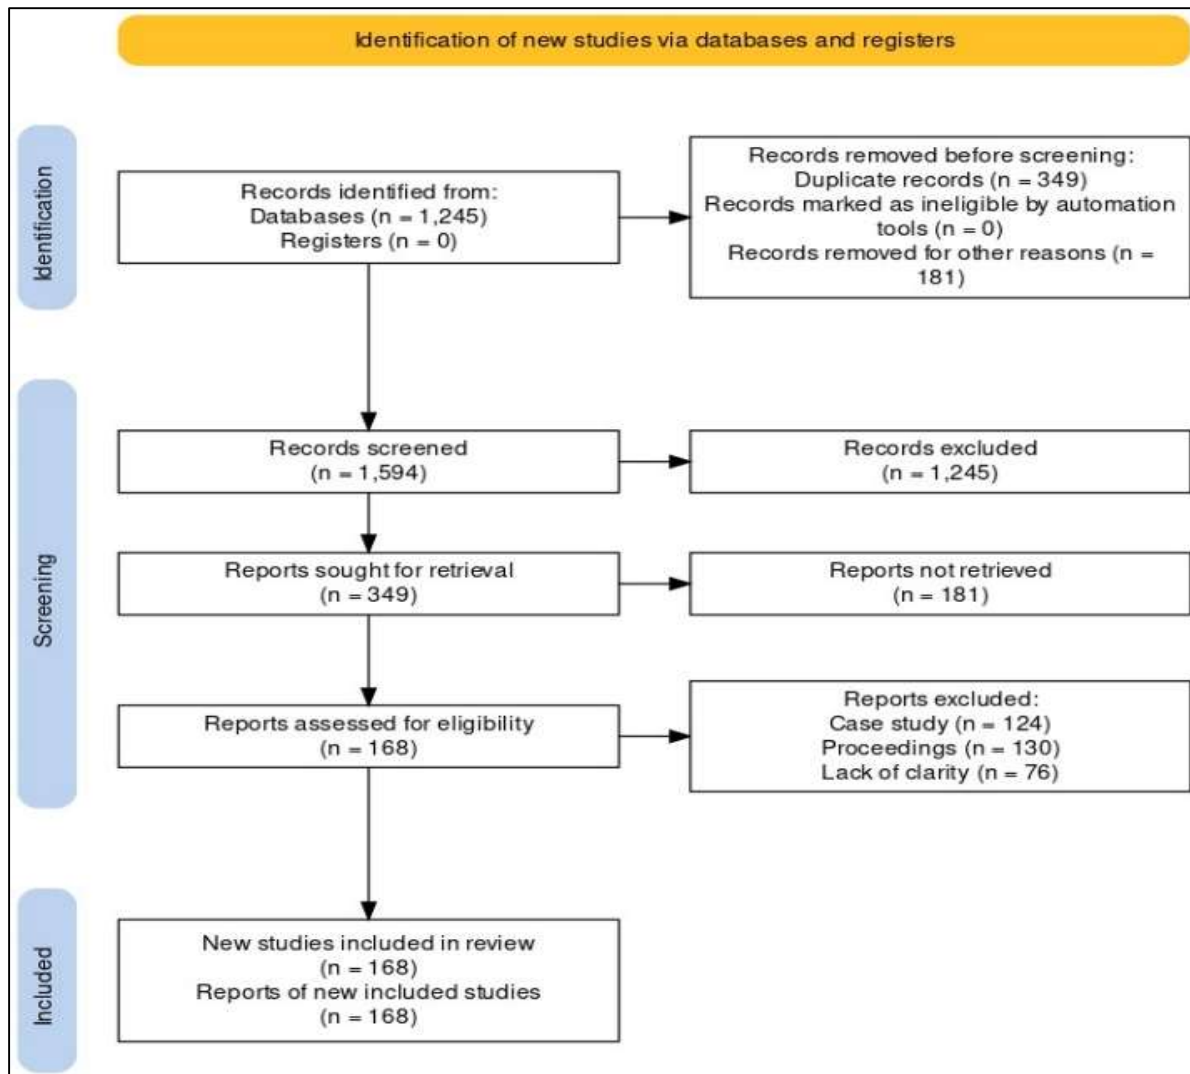 Identification of new studies via databases and registers
Identification
Records identified from:
Databases (n = 1,245)
Registers (n = 0)
Records removed before screening:
Duplicate records (n = 349)
Records marked as ineligible by automation
tools (n = 0)
Records removed for other reasons (n =
181)
Screening
Records screened
(n = 1,594)
Records excluded
(n = 1,245)
Reports sought for retrieval
(n = 349)
Reports not retrieved
(n = 181)
Reports assessed for eligibility
(n = 168)
Reports excluded:
Case study (n = 124)
Proceedings (n = 130)
Lack of clarity (n = 76)
Included
New studies included in review
(n = 168)
Reports of new included studies
(n = 168)